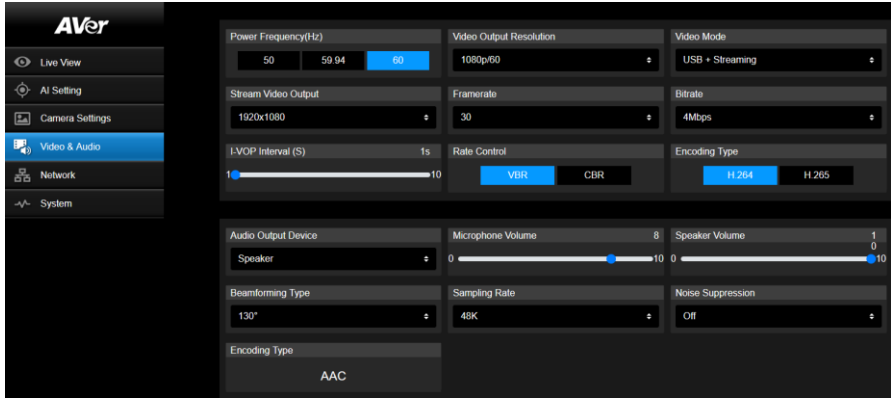 AVer
Live View
AI Setting
Camera Settings
Video & Audio
Network
System
Power Frequency(Hz)
50 59.94 60
Video Output Resolution
1080p/60
Video Mode
USB + Streaming
Stream Video Output
1920x1080
Framerate
30
Bitrate
4Mbps
I-VOP Interval (S) 1s
1 10
Rate Control
VBR CBR
Encoding Type
H.264 H.265
Audio Output Device
Speaker
Microphone Volume 8
0 10
Speaker Volume 1
0
0 10
Beamforming Type
130°
Sampling Rate
48K
Noise Suppression
Off
Encoding Type
AAC